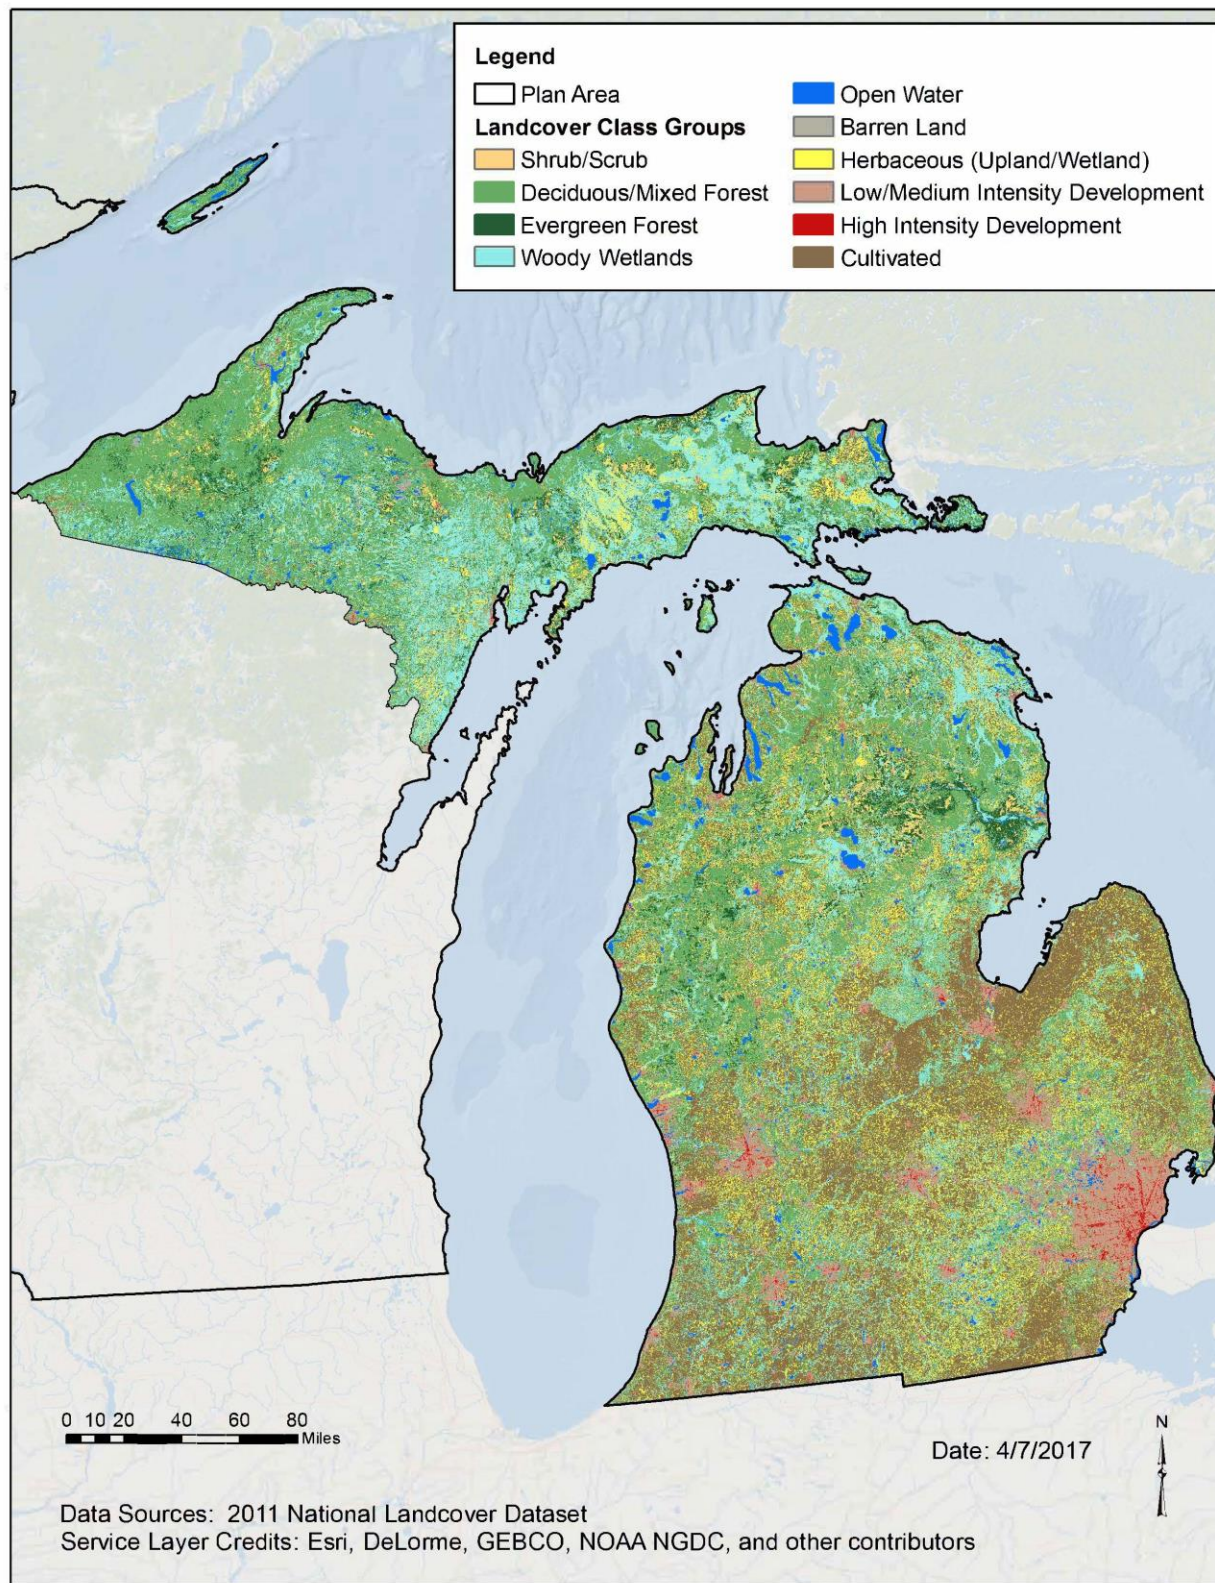 Legend
Plan Area
Landcover Class Groups
Shrub/Scrub
Deciduous/Mixed Forest
Evergreen Forest
Woody Wetlands
Open Water
Barren Land
Herbaceous (Upland/Wetland)
Low/Medium Intensity Development
High Intensity Development
Cultivated
0 10 20 40 60 80
Miles
N
Date: 4/7/2017
Data Sources: 2011 National Landcover Dataset
Service Layer Credits: Esri, DeLorme, GEBCO, NOAA NGDC, and other contributors